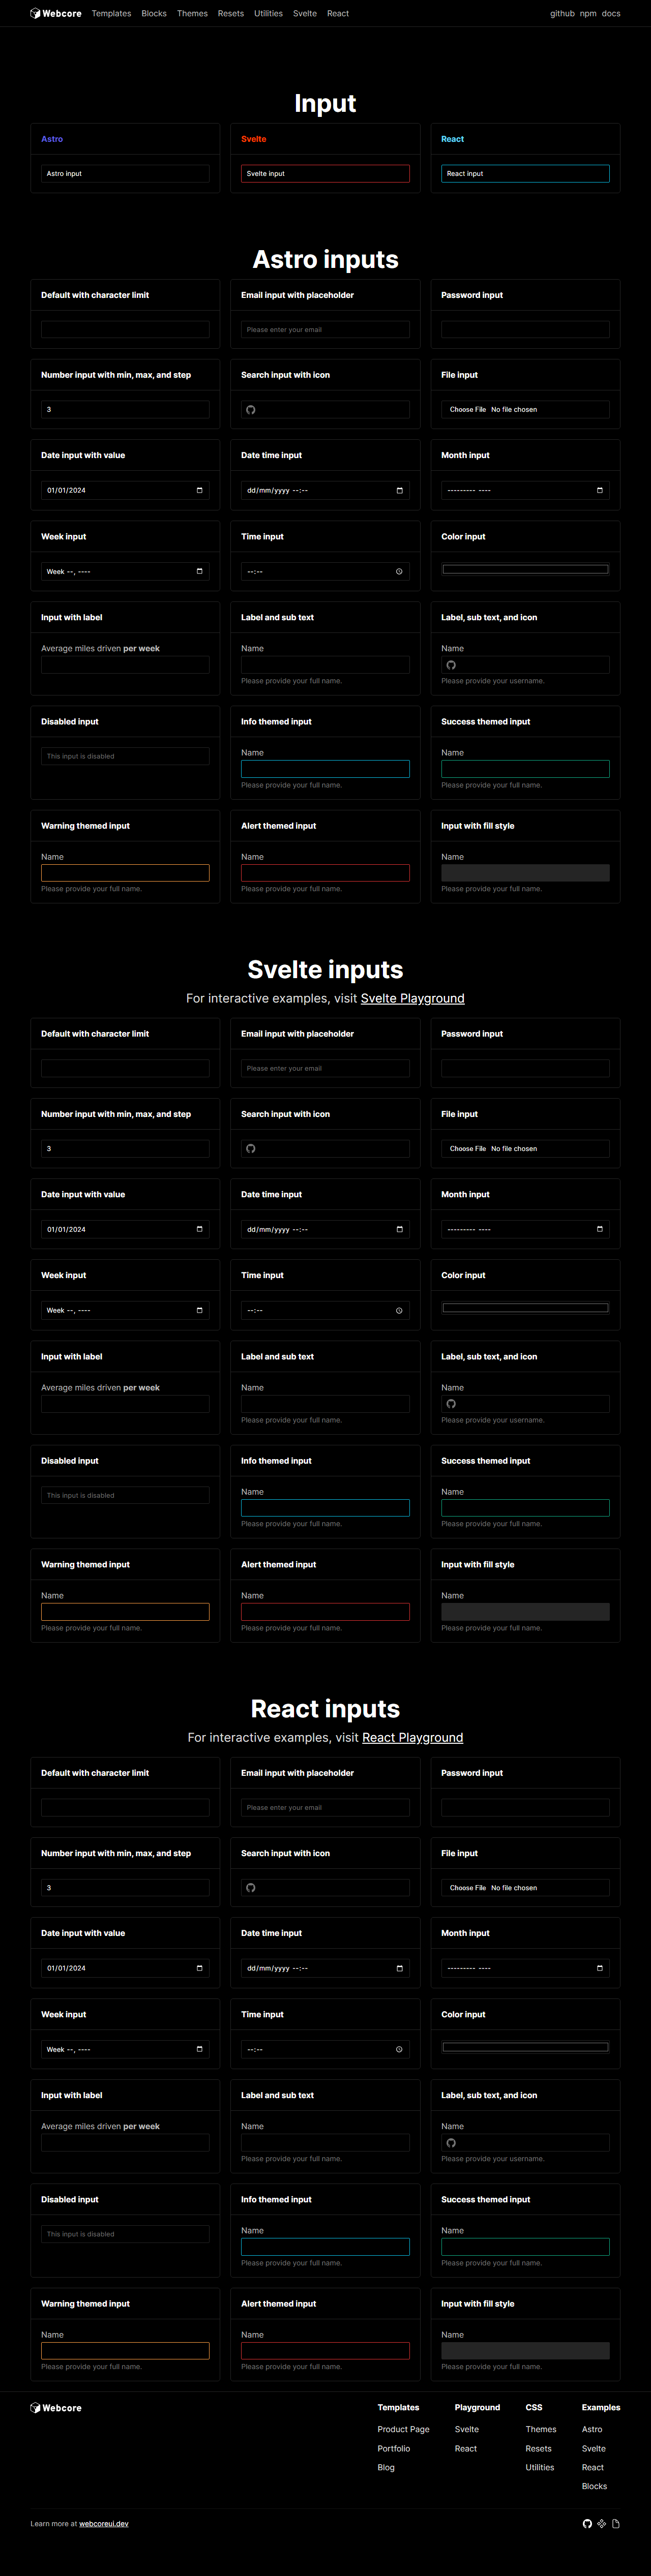 Webcore Templates Blocks Themes Resets Utilities Svelte React github npm docs
Input
Astro Svelte React
Astro input Svelte input React input
Astro inputs
Default with character limit Email input with placeholder Password input
Please enter your email
Number input with min, max, and step Search input with icon File input
3 Choose File No file chosen
Date input with value Date time input Month input
01/01/2024 dd/mm/yyyy --:-- --------- ----
Week input Time input Color input
Week --, ---- --:--
Input with label Label and sub text Label, sub text, and icon
Average miles driven per week Name Name
Please provide your full name. Please provide your username.
Disabled input Info themed input Success themed input
This input is disabled Name Name
Please provide your full name. Please provide your full name.
Warning themed input Alert themed input Input with fill style
Name Name Name
Please provide your full name. Please provide your full name. Please provide your full name.
Svelte inputs
For interactive examples, visit Svelte Playground
Default with character limit Email input with placeholder Password input
Please enter your email
Number input with min, max, and step Search input with icon File input
3 Choose File No file chosen
Date input with value Date time input Month input
01/01/2024 dd/mm/yyyy --:-- --------- ----
Week input Time input Color input
Week --, ---- --:--
Input with label Label and sub text Label, sub text, and icon
Average miles driven per week Name Name
Please provide your full name. Please provide your username.
Disabled input Info themed input Success themed input
This input is disabled Name Name
Please provide your full name. Please provide your full name.
Warning themed input Alert themed input Input with fill style
Name Name Name
Please provide your full name. Please provide your full name. Please provide your full name.
React inputs
For interactive examples, visit React Playground
Default with character limit Email input with placeholder Password input
Please enter your email
Number input with min, max, and step Search input with icon File input
3 Choose File No file chosen
Date input with value Date time input Month input
01/01/2024 dd/mm/yyyy --:-- --------- ----
Week input Time input Color input
Week --, ---- --:--
Input with label Label and sub text Label, sub text, and icon
Average miles driven per week Name Name
Please provide your full name. Please provide your username.
Disabled input Info themed input Success themed input
This input is disabled Name Name
Please provide your full name. Please provide your full name.
Warning themed input Alert themed input Input with fill style
Name Name Name
Please provide your full name. Please provide your full name. Please provide your full name.
Webcore Templates Playground CSS Examples
Product Page Svelte Themes Astro
Portfolio React Resets Svelte
Blog Utilities React
Blocks
Learn more at webcoreui.dev